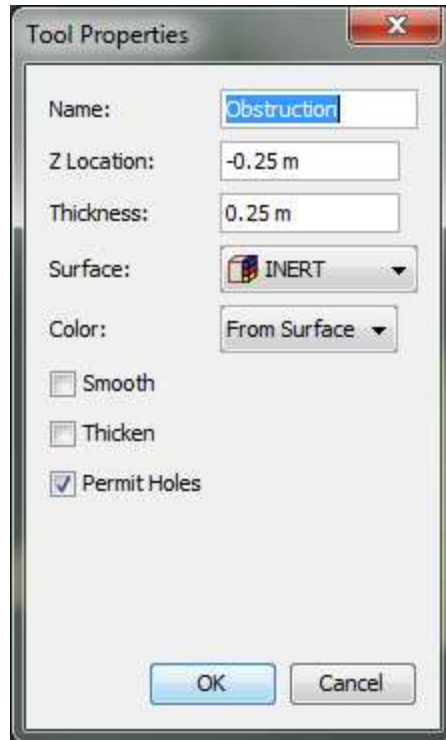 Tool Properties
Name: Obstruction
Z Location: -0.25 m
Thickness: 0.25 m
Surface: INERT
Color: From Surface
Smooth
Thicken
Permit Holes
OK Cancel